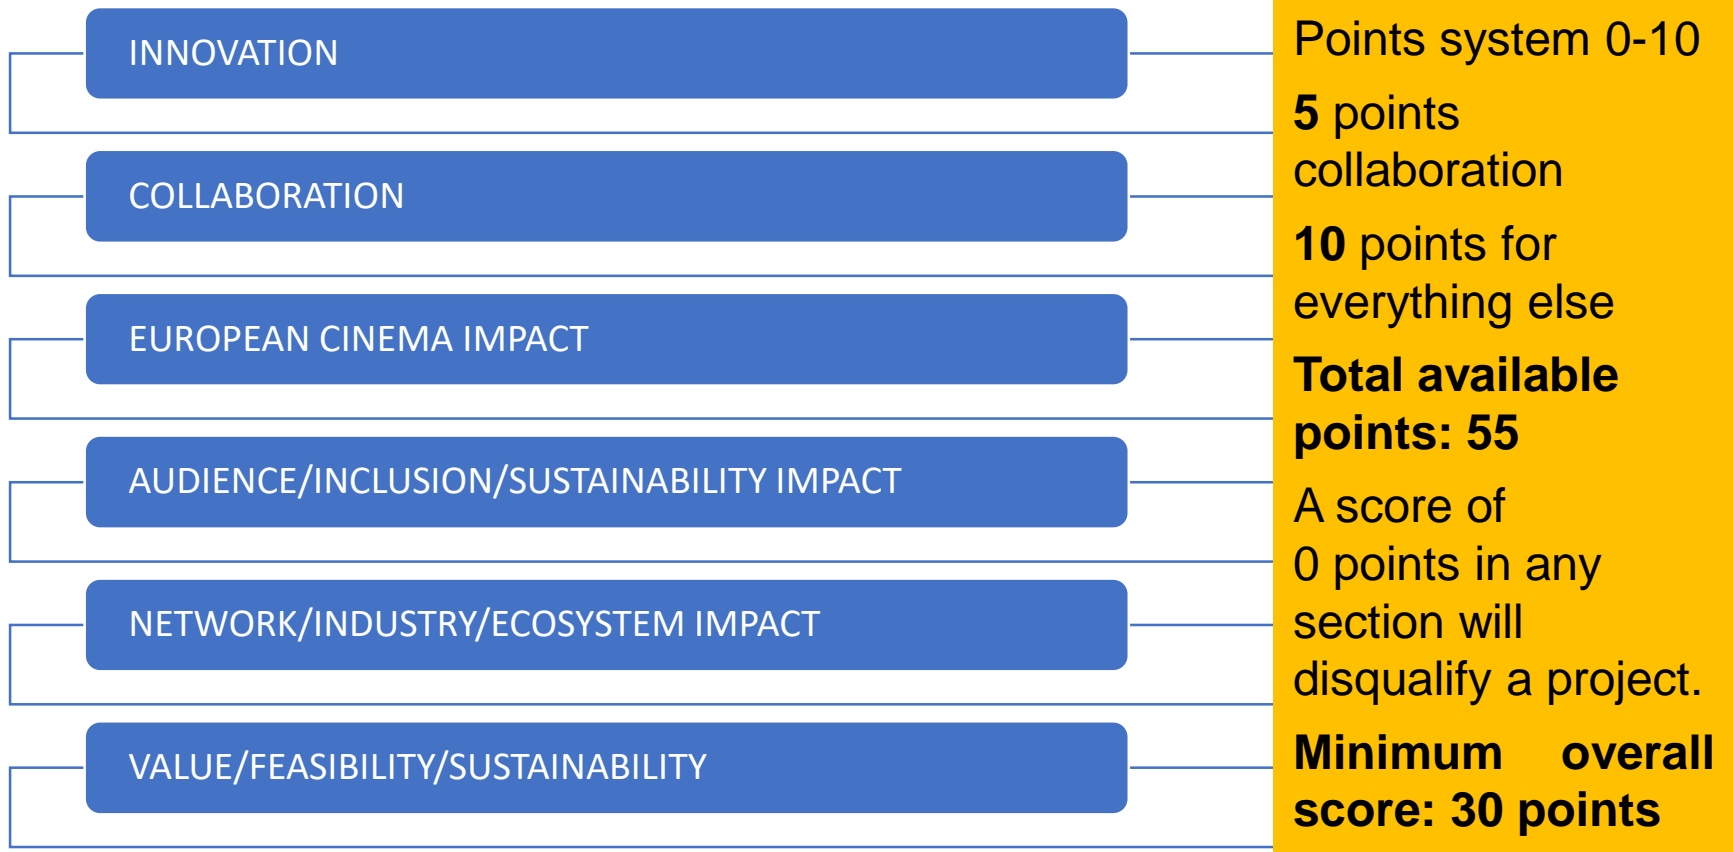 INNOVATION
COLLABORATION
EUROPEAN CINEMA IMPACT
AUDIENCE/INCLUSION/SUSTAINABILITY IMPACT
NETWORK/INDUSTRY/ECOSYSTEM IMPACT
VALUE/FEASIBILITY/SUSTAINABILITY
Points system 0-10
5 points
collaboration
10 points for
everything else
Total available
points: 55
A score of
0 points in any
section will
disqualify a project.
Minimum overall
score: 30 points